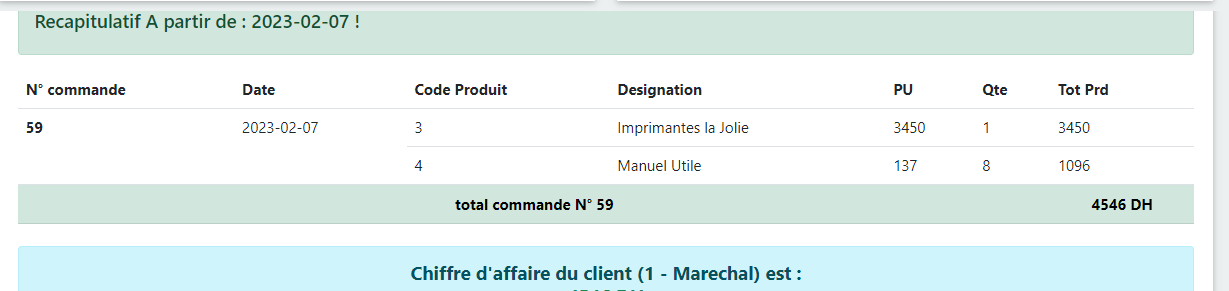 Recapitulatif A partir de : 2023-02-07 !
N° commande Date Code Produit Designation PU Qte Tot Prd
59 2023-02-07 3 Imprimantes la Jolie 3450 1 3450
4 Manuel Utile 137 8 1096
total commande N° 59 4546 DH
Chiffre d'affaire du client (1 - Marechal) est :